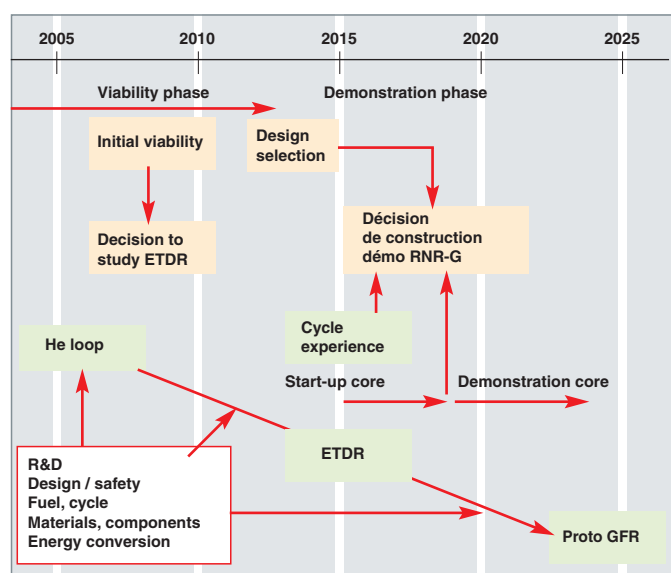 2005 2010 2015 2020 2025
Viability phase Demonstration phase
Initial viability
Design
selection
Decision to
study ETDR
Décision
de construction
démo RNR-G
He loop
Cycle
experience
Start-up core Demonstration core
R&D
Design / safety
Fuel, cycle
Materials, components
Energy conversion
ETDR
Proto GFR